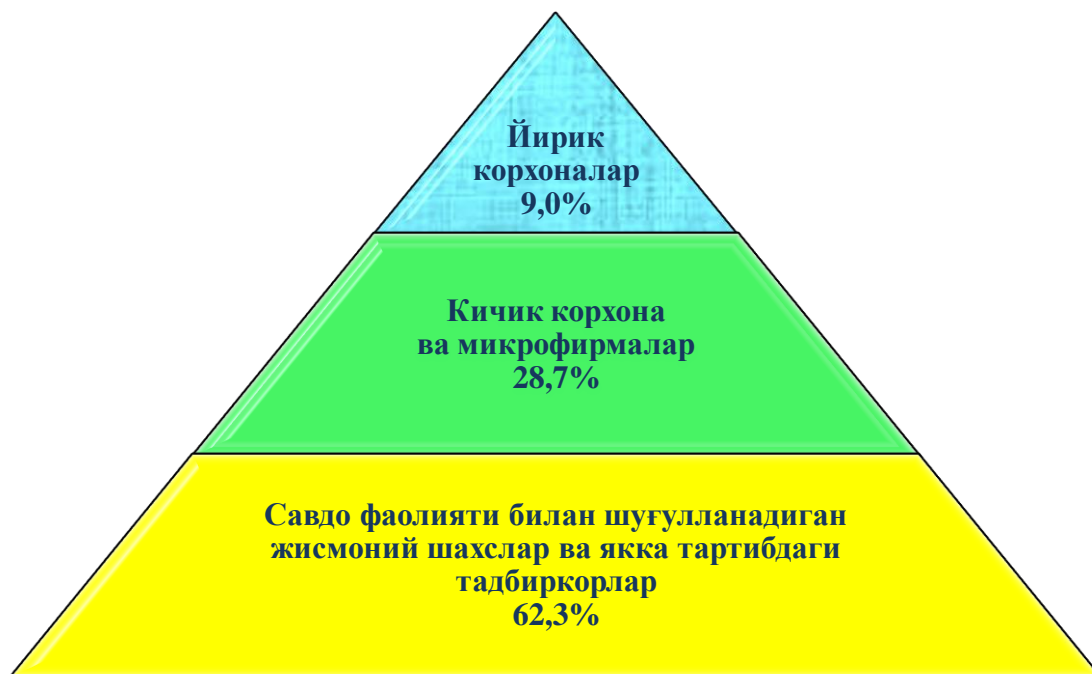 Йирик
корхоналар
9,0%
Кичик корхона
ва микрофирмалар
28,7%
Савдо фаолияти билан шуғулланадиган
жисмоний шахслар ва якка тартибдаги
тадбиркорлар
62,3%